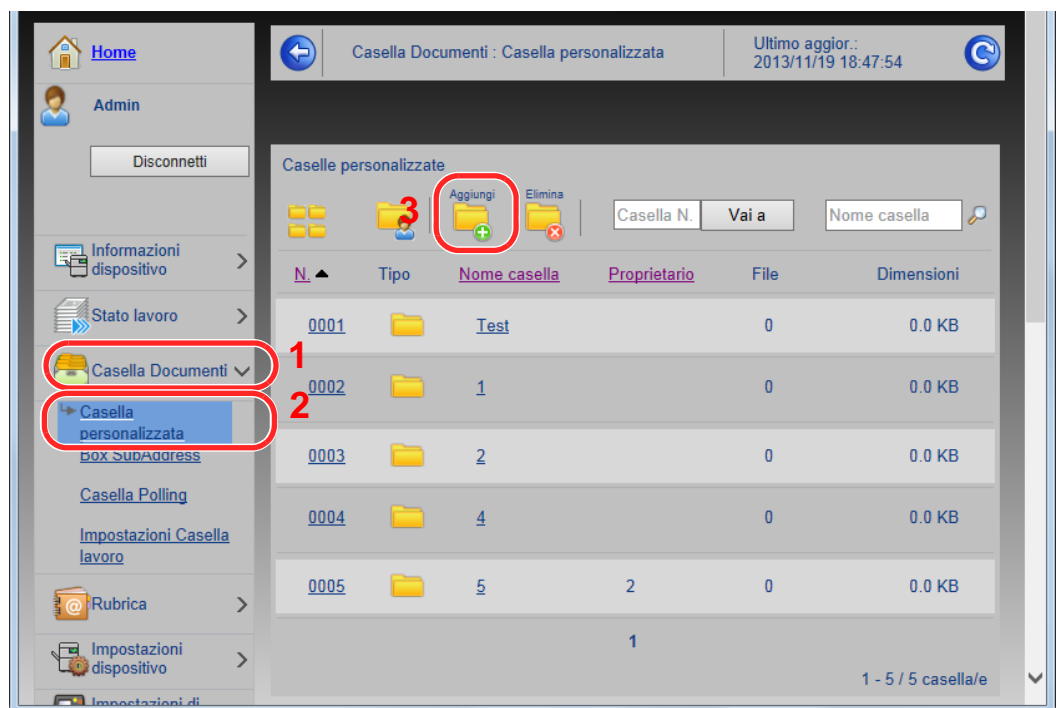 Home
Admin
Disconnetti
Informazioni
dispositivo
Stato lavoro
Casella Documenti
1
Casella
personalizzata
2
Box SubAddress
Casella Polling
Impostazioni Casella
lavoro
Rubrica
Impostazioni
dispositivo
Impostazioni di
Casella Documenti : Casella personalizzata
Ultimo aggior.:
2013/11/19 18:47:54
Caselle personalizzate
3
Aggiungi Elimina
Casella N. Vai a Nome casella
N. Tipo Nome casella Proprietario File Dimensioni
0001 Test 0 0.0 KB
0002 1 0 0.0 KB
0003 2 0 0.0 KB
0004 4 0 0.0 KB
0005 5 2 0 0.0 KB
1
1 - 5 / 5 casella/e